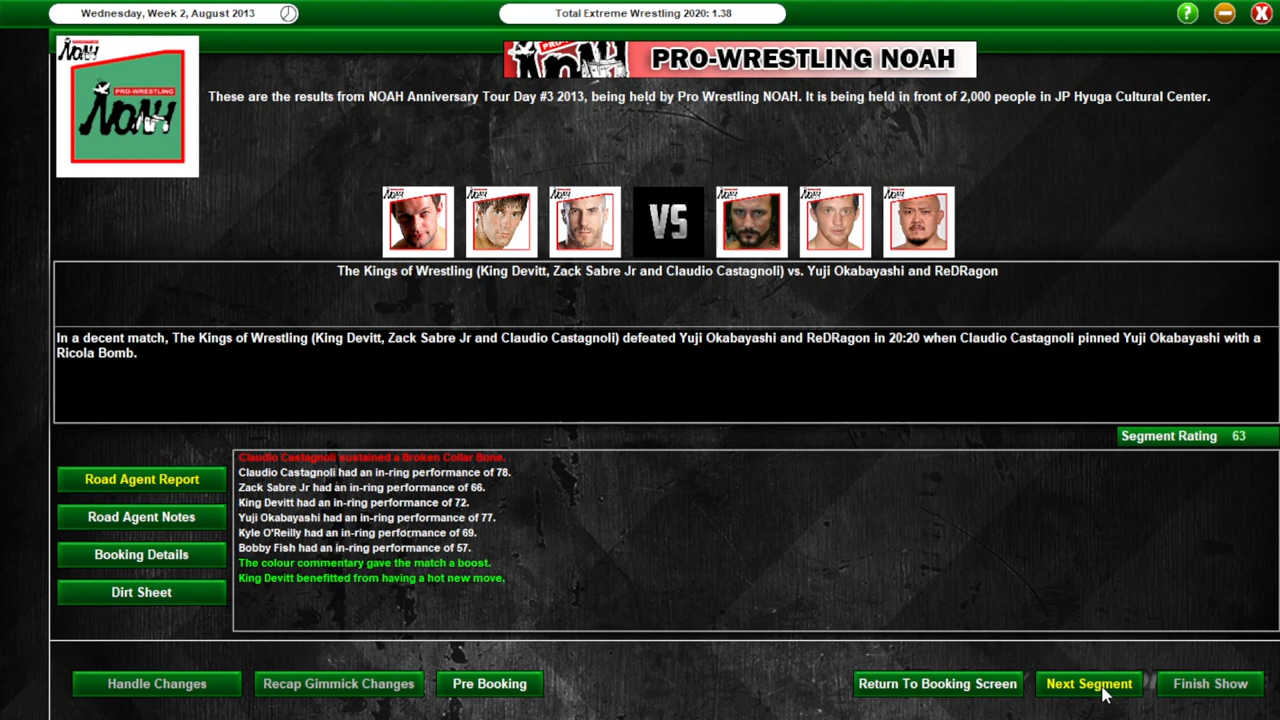 Wednesday, Week 2, August 2013
Total Extreme Wrestling 2020: 1.38
PRO-WRESTLING NOAH
PRO-WRESTLING
NOAH
These are the results from NOAH Anniversary Tour Day #3 2013, being held by Pro Wrestling NOAH. It is being held in front of 2,000 people in JP Hyuga Cultural Center.
VS
The Kings of Wrestling (King Devitt, Zack Sabre Jr and Claudio Castagnoli) vs. Yuji Okabayashi and ReDRagon
In a decent match, The Kings of Wrestling (King Devitt, Zack Sabre Jr and Claudio Castagnoli) defeated Yuji Okabayashi and ReDRagon in 20:20 when Claudio Castagnoli pinned Yuji Okabayashi with a
Ricola Bomb.
Segment Rating 63
Claudio Castagnoli sustained a Broken Collar Bone.
Claudio Castagnoli had an in-ring performance of 78.
Zack Sabre Jr had an in-ring performance of 66.
King Devitt had an in-ring performance of 72.
Yuji Okabayashi had an in-ring performance of 77.
Kyle O'Reilly had an in-ring performance of 69.
Bobby Fish had an in-ring performance of 57.
The colour commentary gave the match a boost.
King Devitt benefitted from having a hot new move.
Road Agent Report
Road Agent Notes
Booking Details
Dirt Sheet
Handle Changes
Recap Gimmick Changes
Pre Booking
Return To Booking Screen
Next Segment
Finish Show